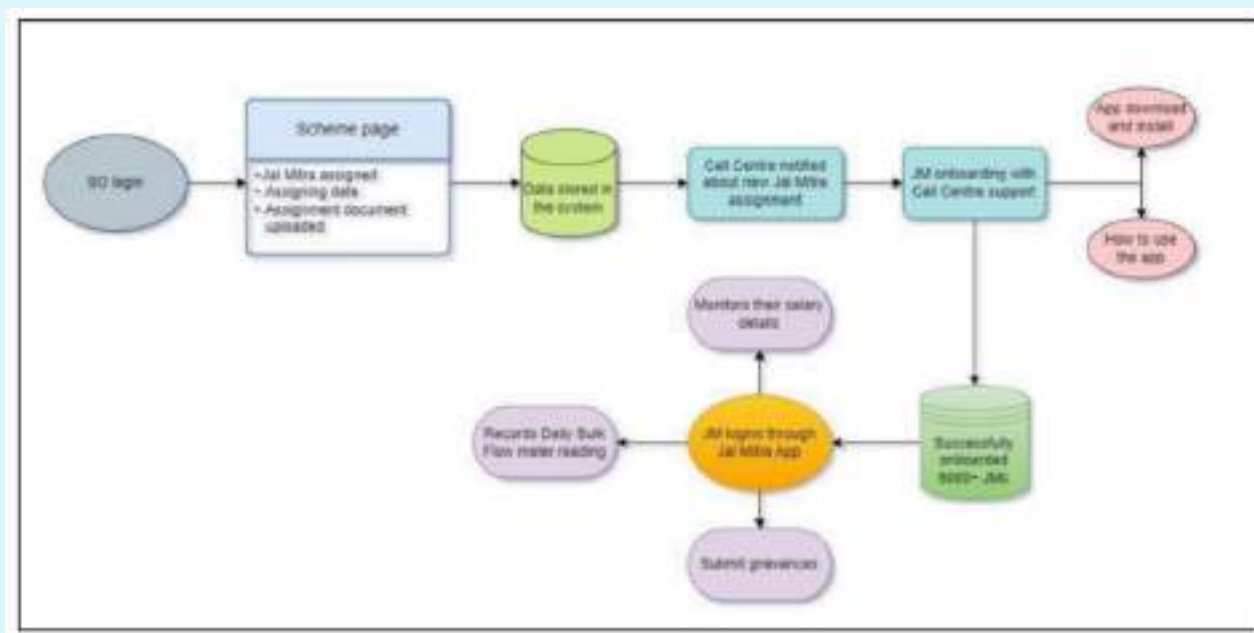 SO login
Scheme page
-Jal Mitra assigned
- Assigning date
- Assignment document
uploaded
Data stored in
the system
Call Centre notified
about new Jal Mitra
assignment
JM onboarding with
Call Centre support
App download
and install
How to use
the app
Monitors their salary
details
Records Daily Bulk
Flow meter reading
JM logins through
Jal Mitra App
Successfully
onboarded
JMs
Submit grievances